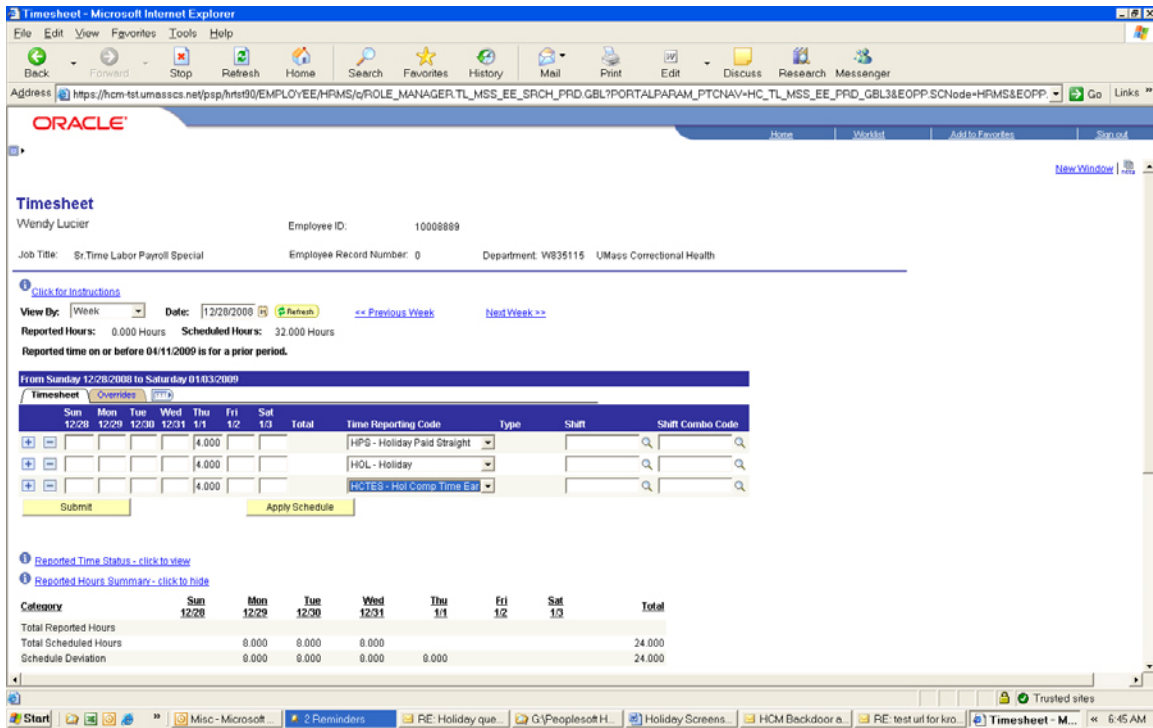 Timesheet - Microsoft Internet Explorer
File Edit View Favorites Tools Help
Back Forward Stop Refresh Home Search Favorites History Mail Print Edit Discuss Research Messenger
Address https://hcm-tst.umasscs.net/psp/hrtst90/EMPLOYEE/HRMS/c/ROLE_MANAGER.TL_MSS_EE_SRCH_PRD.GBL?PORTALPARAM_PTCNAV=HC_TL_MSS_EE_PRD_GBL3&EOPP.SCNode=HRMS&EOPP. Go Links »
ORACLE
Home Worklist Add to Favorites Sign out
New Window
Timesheet
Wendy Lucier Employee ID: 10008889
Job Title: Sr.Time Labor Payroll Special Employee Record Number: 0 Department: W835115 UMass Correctional Health
Click for Instructions
View By: Week Date: 12/28/2008 Refresh << Previous Week Next Week >>
Reported Hours: 0.000 Hours Scheduled Hours: 32.000 Hours
Reported time on or before 04/11/2009 is for a prior period.
From Sunday 12/28/2008 to Saturday 01/03/2009
Timesheet Overrides
Sun Mon Tue Wed Thu Fri Sat
12/28 12/29 12/30 12/31 1/1 1/2 1/3 Total Time Reporting Code Type Shift Shift Combo Code
4.000 HPS - Holiday Paid Straight
4.000 HOL - Holiday
4.000 HCTES - Hol Comp Time Ear
Submit Apply Schedule
Reported Time Status - click to view
Reported Hours Summary - click to hide
Category Sun Mon Tue Wed Thu Fri Sat Total
12/28 12/29 12/30 12/31 1/1 1/2 1/3
Total Reported Hours
Total Scheduled Hours 8.000 8.000 8.000 24.000
Schedule Deviation 8.000 8.000 8.000 8.000 24.000
Trusted sites
Start » Misc - Microsoft ... 2 Reminders RE: Holiday que... G:\Peoplesoft H... Holiday Screens... HCM Backdoor a... RE: test url for kro... Timesheet - M... « 6:45 AM